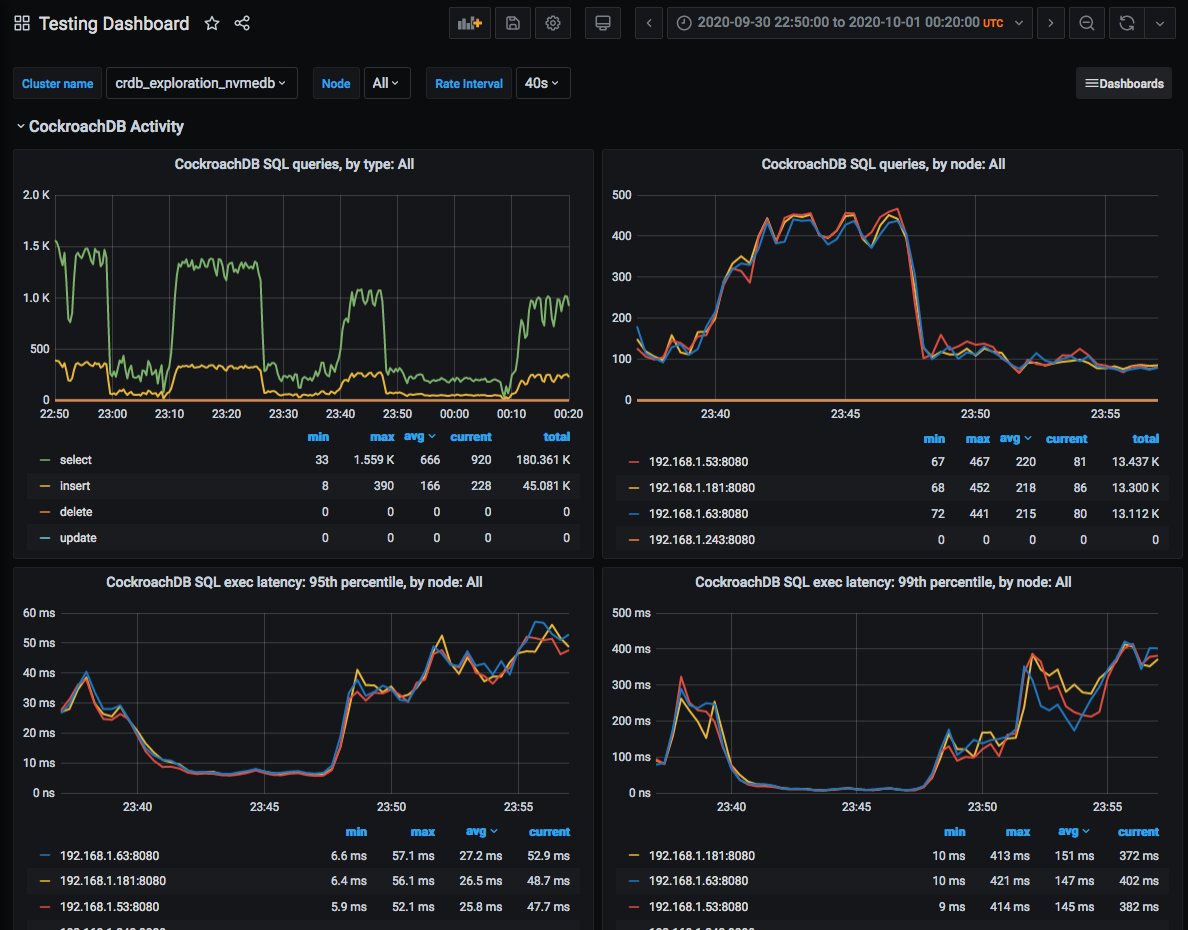 Testing Dashboard
2020-09-30 22:50:00 to 2020-10-01 00:20:00 UTC
Cluster name crdb_exploration_nvmedb Node All Rate Interval 40s Dashboards
CockroachDB Activity
CockroachDB SQL queries, by type: All
2.0 K
1.5 K
1.0 K
500
0
22:50 23:00 23:10 23:20 23:30 23:40 23:50 00:00 00:10 00:20
min max avg current total
select 33 1.559 K 666 920 180.361 K
insert 8 390 166 228 45.081 K
delete 0 0 0 0 0
update 0 0 0 0 0
CockroachDB SQL queries, by node: All
500
400
300
200
100
0
23:40 23:45 23:50 23:55
min max avg current total
192.168.1.53:8080 67 467 220 81 13.437 K
192.168.1.181:8080 68 452 218 86 13.300 K
192.168.1.63:8080 72 441 215 80 13.112 K
192.168.1.243:8080 0 0 0 0 0
CockroachDB SQL exec latency: 95th percentile, by node: All
60 ms
50 ms
40 ms
30 ms
20 ms
10 ms
0 ns
23:40 23:45 23:50 23:55
min max avg current
192.168.1.63:8080 6.6 ms 57.1 ms 27.2 ms 52.9 ms
192.168.1.181:8080 6.4 ms 56.1 ms 26.5 ms 48.7 ms
192.168.1.53:8080 5.9 ms 52.1 ms 25.8 ms 47.7 ms
CockroachDB SQL exec latency: 99th percentile, by node: All
500 ms
400 ms
300 ms
200 ms
100 ms
0 ns
23:40 23:45 23:50 23:55
min max avg current
192.168.1.181:8080 10 ms 413 ms 151 ms 372 ms
192.168.1.63:8080 10 ms 421 ms 147 ms 402 ms
192.168.1.53:8080 9 ms 414 ms 145 ms 382 ms